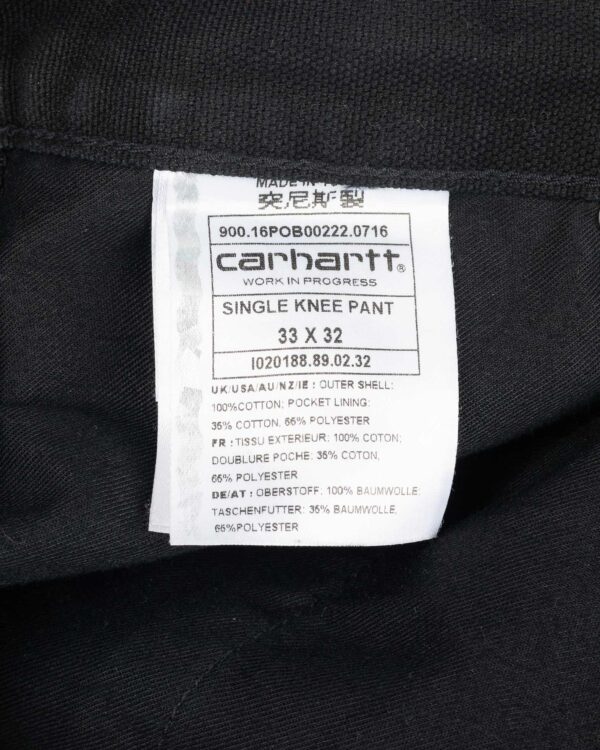 MADE IN
突尼斯製
900.16POB00222.0716
carhartt®
WORK IN PROGRESS
SINGLE KNEE PANT
33 X 32
I020188.89.02.32
UK/USA/AU/NZ/IE : OUTER SHELL:
100%COTTON; POCKET LINING:
35% COTTON, 65% POLYESTER
FR : TISSU EXTERIEUR: 100% COTON;
DOUBLURE POCHE: 35% COTON,
65% POLYESTER
DE/AT : OBERSTOFF: 100% BAUMWOLLE;
TASCHENFUTTER: 35% BAUMWOLLE,
65%POLYESTER